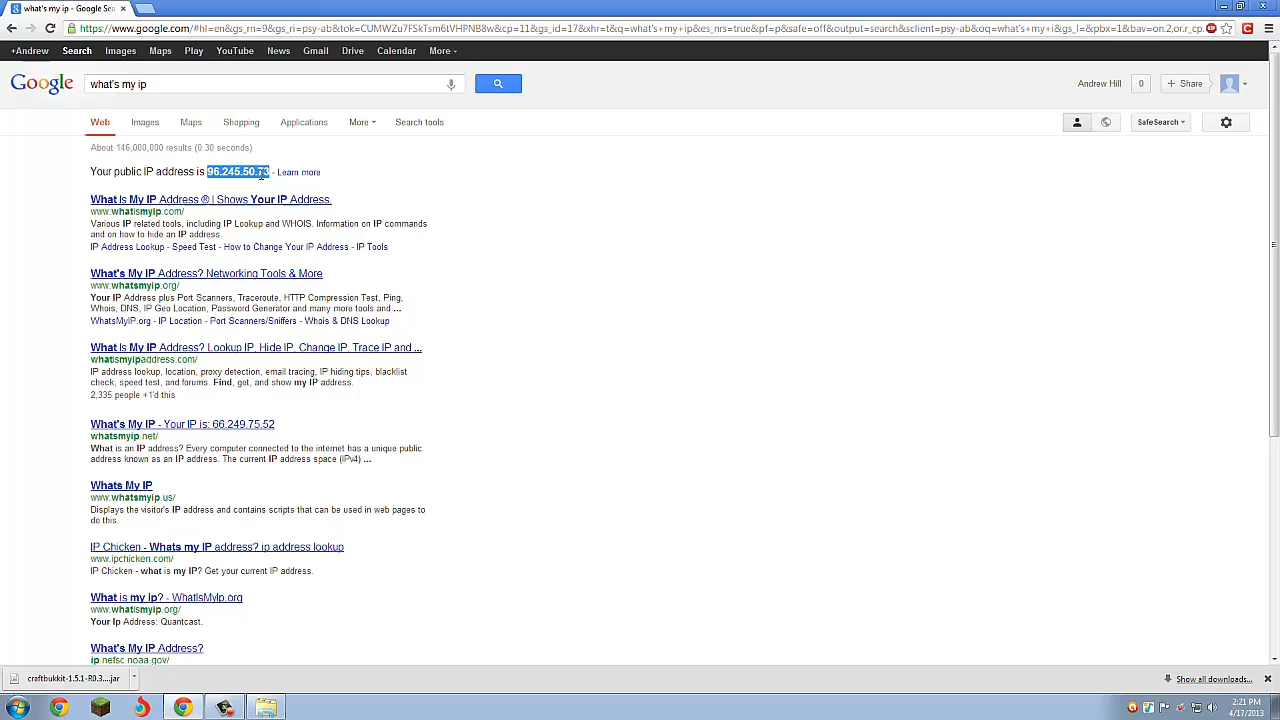 what's my ip - Google Sea
https://www.google.com/#hl=en&gs_rn=9&gs_ri=psy-ab&tok=CUMWZu7FSkTsm6tVHPNB8w&cp=11&gs_id=17&xhr=t&q=what's+my+ip&es_nrs=true&pf=p&safe=off&output=search&sclient=psy-ab&oq=what's+my+i&gs_l=&pbx=1&bav=on.2,or.r_cp.
+Andrew Search Images Maps Play YouTube News Gmail Drive Calendar More
Google what's my ip Andrew Hill 0 + Share
Web Images Maps Shopping Applications More Search tools SafeSearch
About 146,000,000 results (0.30 seconds)
Your public IP address is 96.245.50.73 - Learn more
What Is My IP Address ® | Shows Your IP Address.
www.whatismyip.com/
Various IP related tools, including IP Lookup and WHOIS. Information on IP commands
and on how to hide an IP address.
IP Address Lookup - Speed Test - How to Change Your IP Address - IP Tools
What's My IP Address? Networking Tools & More
www.whatsmyip.org/
Your IP Address plus Port Scanners, Traceroute, HTTP Compression Test, Ping,
Whois, DNS, IP Geo Location, Password Generator and many more tools and ...
WhatsMyIP.org - IP Location - Port Scanners/Sniffers - Whois & DNS Lookup
What Is My IP Address? Lookup IP, Hide IP, Change IP, Trace IP and ...
whatismyipaddress.com/
IP address lookup, location, proxy detection, email tracing, IP hiding tips, blacklist
check, speed test, and forums. Find, get, and show my IP address.
2,335 people +1'd this
What's My IP - Your IP is: 66.249.75.52
whatsmyip.net/
What is an IP address? Every computer connected to the internet has a unique public
address known as an IP address. The current IP address space (IPv4) ...
Whats My IP
www.whatsmyip.us/
Displays the visitor's IP address and contains scripts that can be used in web pages to
do this.
IP Chicken - Whats my IP address? ip address lookup
www.ipchicken.com/
IP Chicken - what is my IP? Get your current IP address.
What is my ip? - WhatIsMyIp.org
www.whatismyip.org/
Your Ip Address: Quantcast.
What's My IP Address?
ip.nefsc.noaa.gov/
craftbukkit-1.5.1-R0.3....jar Show all downloads...
2:21 PM
4/17/2013